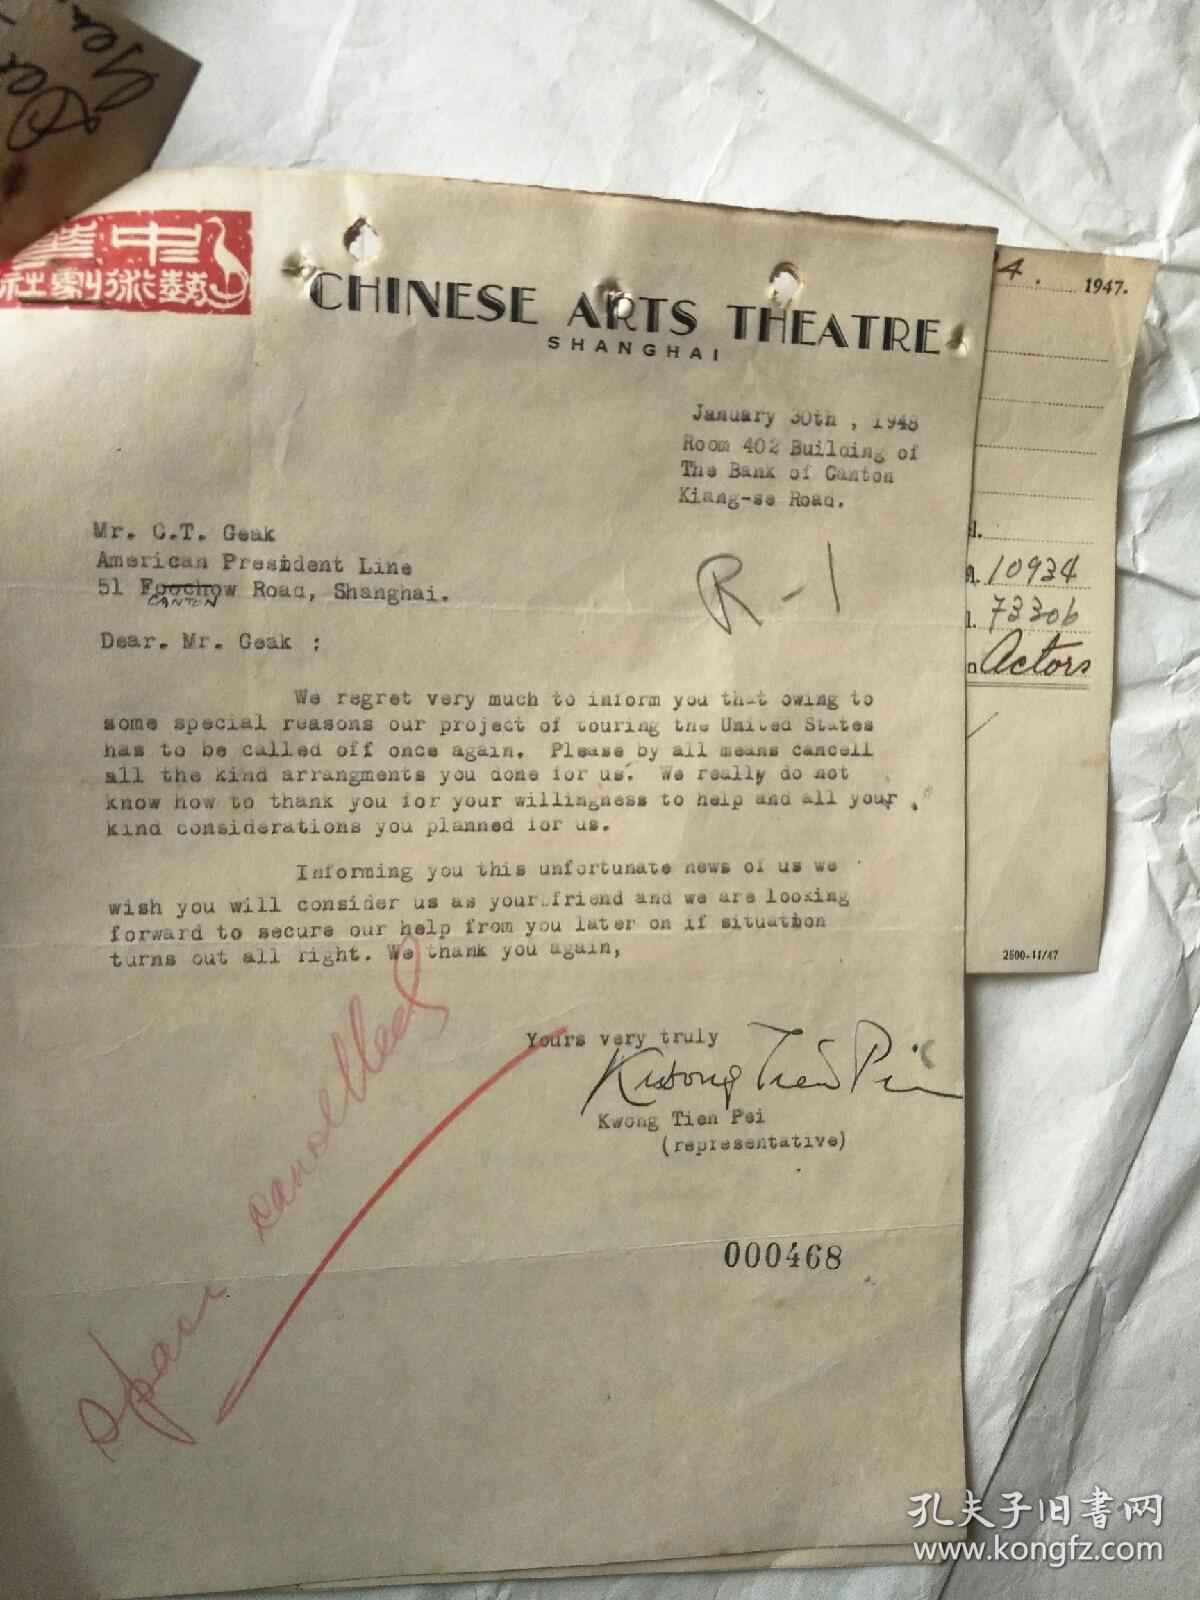 中華
藝術劇社
CHINESE ARTS THEATRE
SHANGHAI
January 30th, 1948
Room 402 Building of
The Bank of Canton
Kiang-se Road.
Mr. C.T. Geak
American President Line
51 Foochow Road, Shanghai.
CANTON
R-1
Dear. Mr. Geak :
We regret very much to inform you that owing to
some special reasons our project of touring the United States
has to be called off once again. Please by all means cancell
all the kind arrangments you done for us. We really do not
know how to thank you for your willingness to help and all your
kind considerations you planned for us.
Informing you this unfortunate news of us we
wish you will consider us as your friend and we are looking
forward to secure our help from you later on if situation
turns out all right. We thank you again,
Yours very truly
Kwong Tien Pei
Kwong Tien Pei
(representative)
000468
Space cancelled
4. 1947.
10934
73306
Actors
2500-11/47
孔夫子旧书网
www.kongfz.com